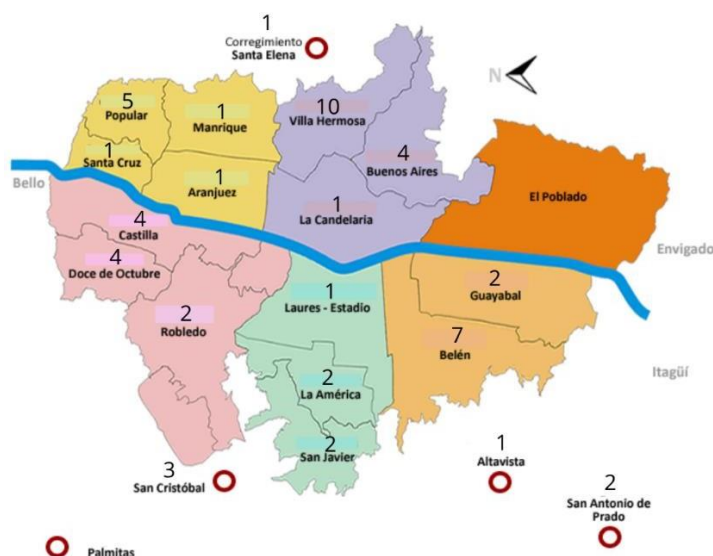 1
Corregimiento
Santa Elena
N
5
Popular
1
Manrique
10
Villa Hermosa
1
Santa Cruz
4
Buenos Aires
Bello
1
Aranjuez
1
La Candelaria
El Poblado
4
Castilla
Envigado
4
Doce de Octubre
1
Laures - Estadio
2
Guayabal
2
Robledo
7
Belén
Itagüí
2
La América
2
San Javier
3
San Cristóbal
1
Altavista
2
San Antonio de
Prado
Palmitas